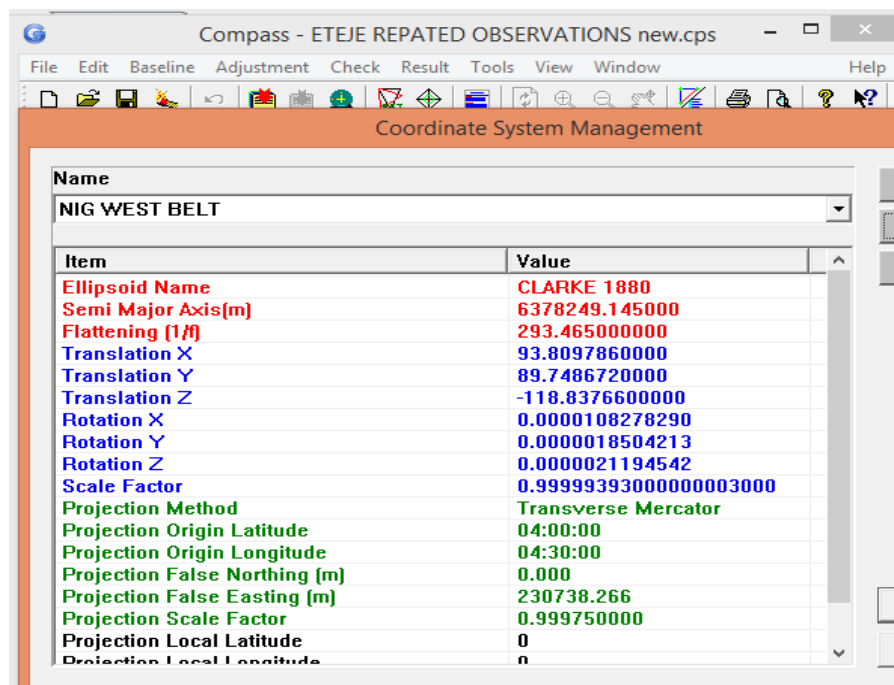 Compass - ETEJE REPATED OBSERVATIONS new.cps
File Edit Baseline Adjustment Check Result Tools View Window Help
Coordinate System Management
Name
NIG WEST BELT
Item Value
Ellipsoid Name CLARKE 1880
Semi Major Axis(m) 6378249.145000
Flattening (1/f) 293.465000000
Translation X 93.8097860000
Translation Y 89.7486720000
Translation Z -118.8376600000
Rotation X 0.0000108278290
Rotation Y 0.0000018504213
Rotation Z 0.0000021194542
Scale Factor 0.99999393000000003000
Projection Method Transverse Mercator
Projection Origin Latitude 04:00:00
Projection Origin Longitude 04:30:00
Projection False Northing (m) 0.000
Projection False Easting (m) 230738.266
Projection Scale Factor 0.999750000
Projection Local Latitude 0
Projection Local Longitude 0